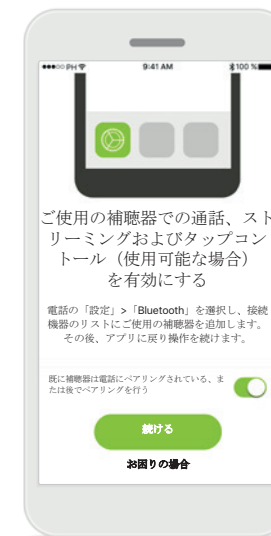 PH 9:41 AM 100 %
ご使用の補聴器での通話、スト
リーミングおよびタップコン
トール（使用可能な場合）
を有効にする
電話の「設定」>「Bluetooth」を選択し、接続
機器のリストにご使用の補聴器を追加します。
その後、アプリに戻り操作を続けます。
既に補聴器は電話にペアリングされている、ま
たは後でペアリングを行う
続ける
お困りの場合